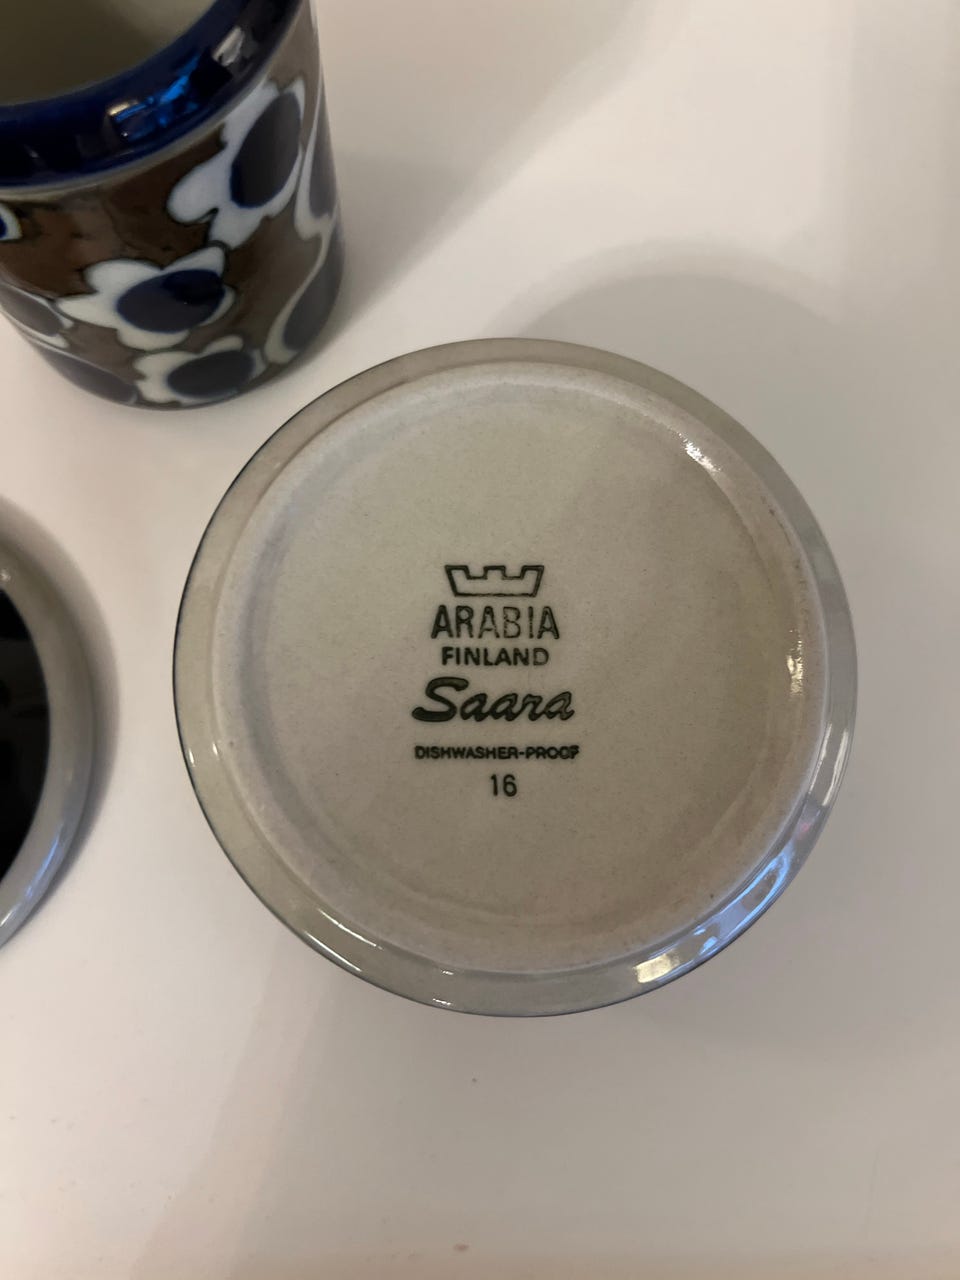 ARABIA
FINLAND
Saara
DISHWASHER-PROOF
16